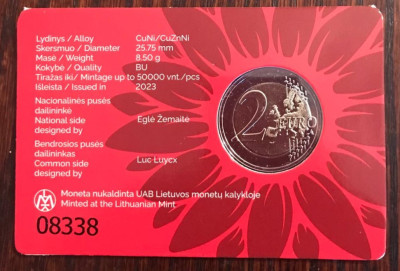 Lydinys / Alloy CuNi/CuZnNi
Skersmuo / Diameter 25.75 mm
Masė / Weight 8.50 g
Kokybė / Quality BU
Tiražas iki/ Mintage up to 50000 vnt./pcs
Išleista / Issued in 2023
Nacionalinės pusės
dailininkė
National side Eglė Žemaitė
designed by
Bendrosios pusės
dailininkas
Common side Luc Luycx
designed by
2 EURO
Moneta nukaldinta UAB Lietuvos monetų kalykloje
Minted at the Lithuanian Mint
08338